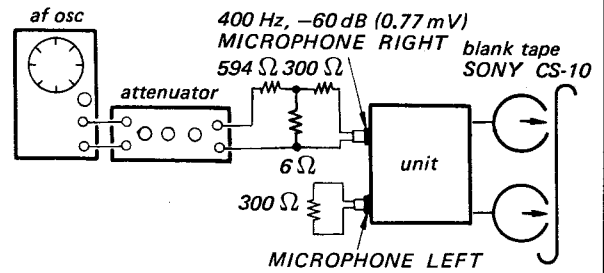 af osc
400 Hz, −60 dB (0.77 mV)
MICROPHONE RIGHT
594 Ω 300 Ω
attenuator
blank tape
SONY CS-10
6 Ω
unit
300 Ω
MICROPHONE LEFT